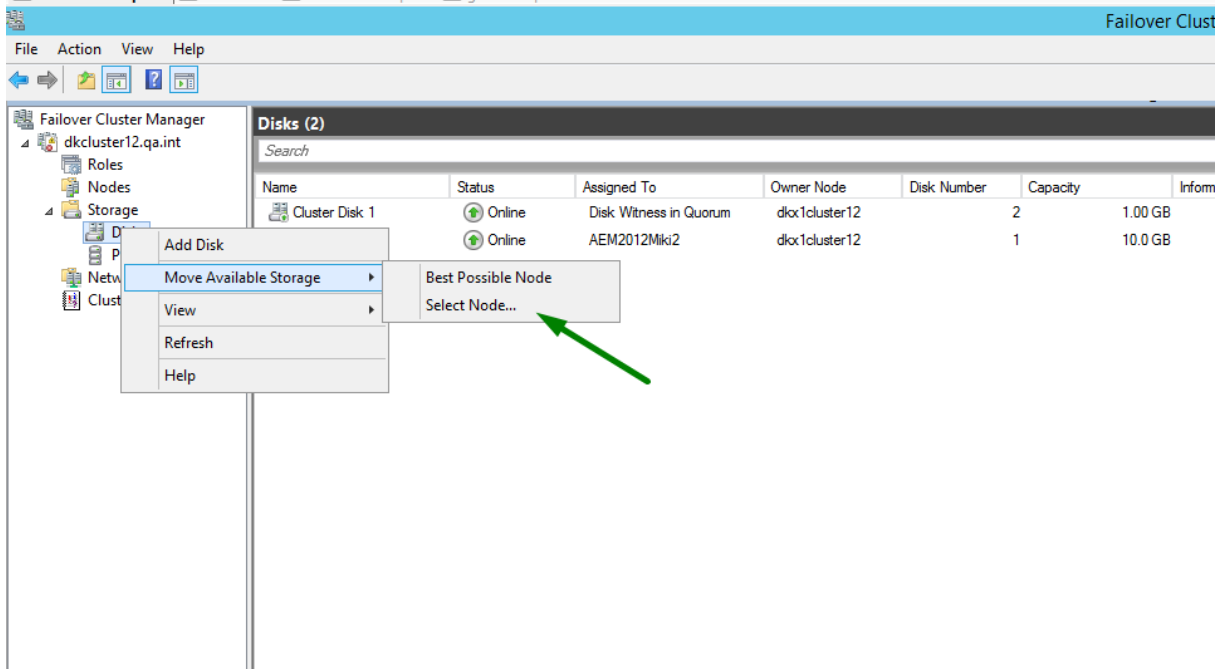 Failover Clust
File Action View Help
Failover Cluster Manager
dkcluster12.qa.int
Roles
Nodes
Storage
D
P
Netw
Clust
Disks (2)
Search
Name Status Assigned To Owner Node Disk Number Capacity Inform
Cluster Disk 1 Online Disk Witness in Quorum dkx1cluster12 2 1.00 GB
Online AEM2012Miki2 dkx1cluster12 1 10.0 GB
Add Disk
Move Available Storage
View
Refresh
Help
Best Possible Node
Select Node...